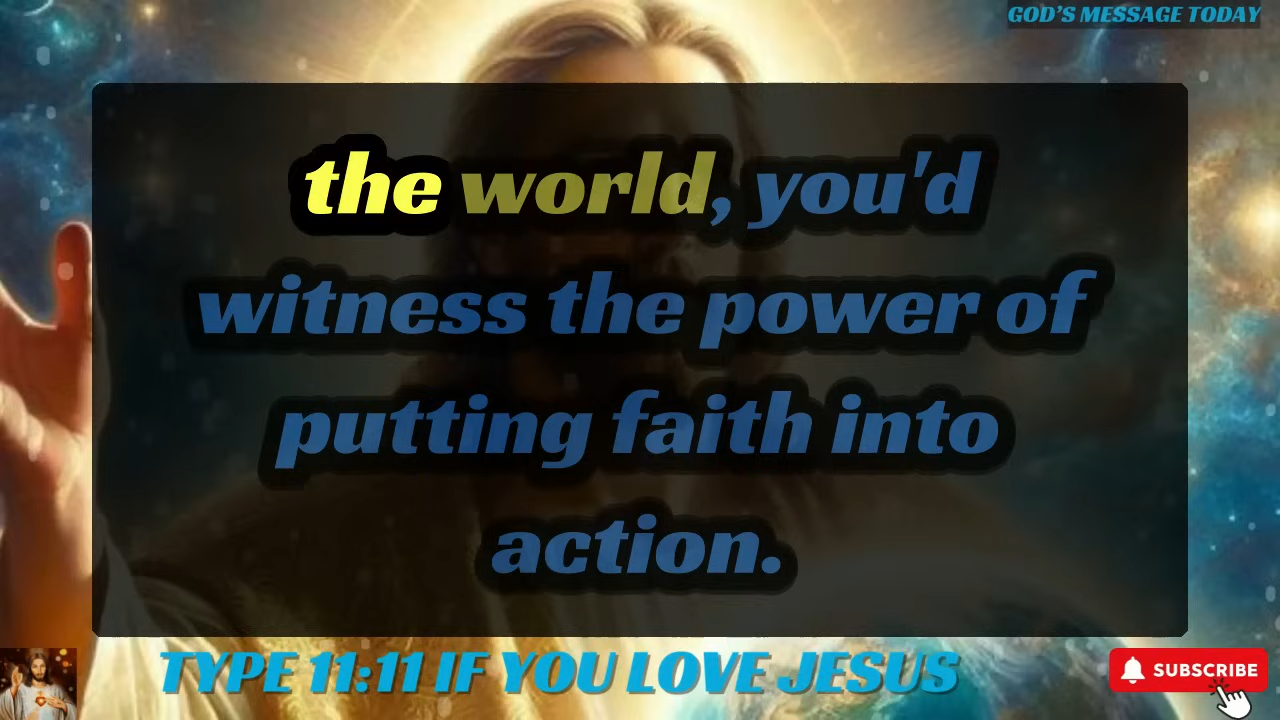 GOD'S MESSAGE TODAY
the world, you'd
witness the power of
putting faith into
action.
TYPE 11:11 IF YOU LOVE JESUS
SUBSCRIBE